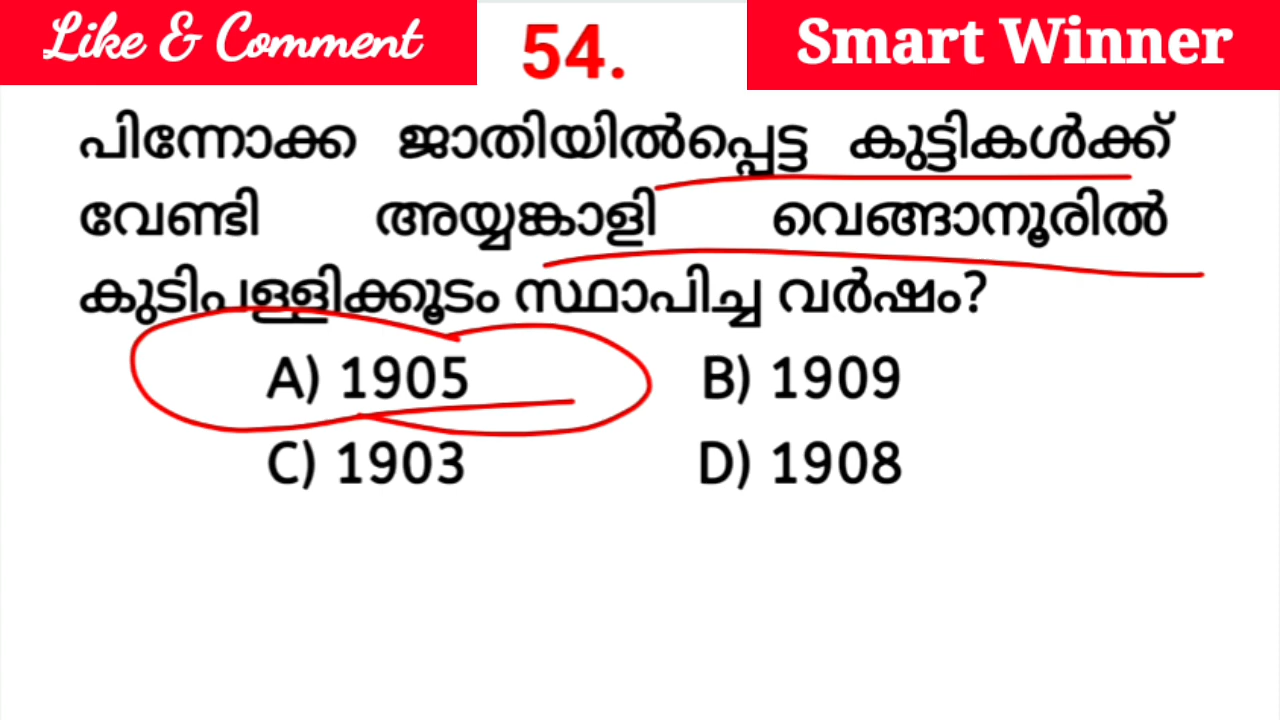 Like & Comment
54.
Smart Winner
പിന്നോക്ക ജാതിയിൽപ്പെട്ട കുട്ടികൾക്ക്
വേണ്ടി അയ്യങ്കാളി വെങ്ങാനൂരിൽ
കുടിപള്ളിക്കൂടം സ്ഥാപിച്ച വർഷം?
A) 1905 B) 1909
C) 1903 D) 1908